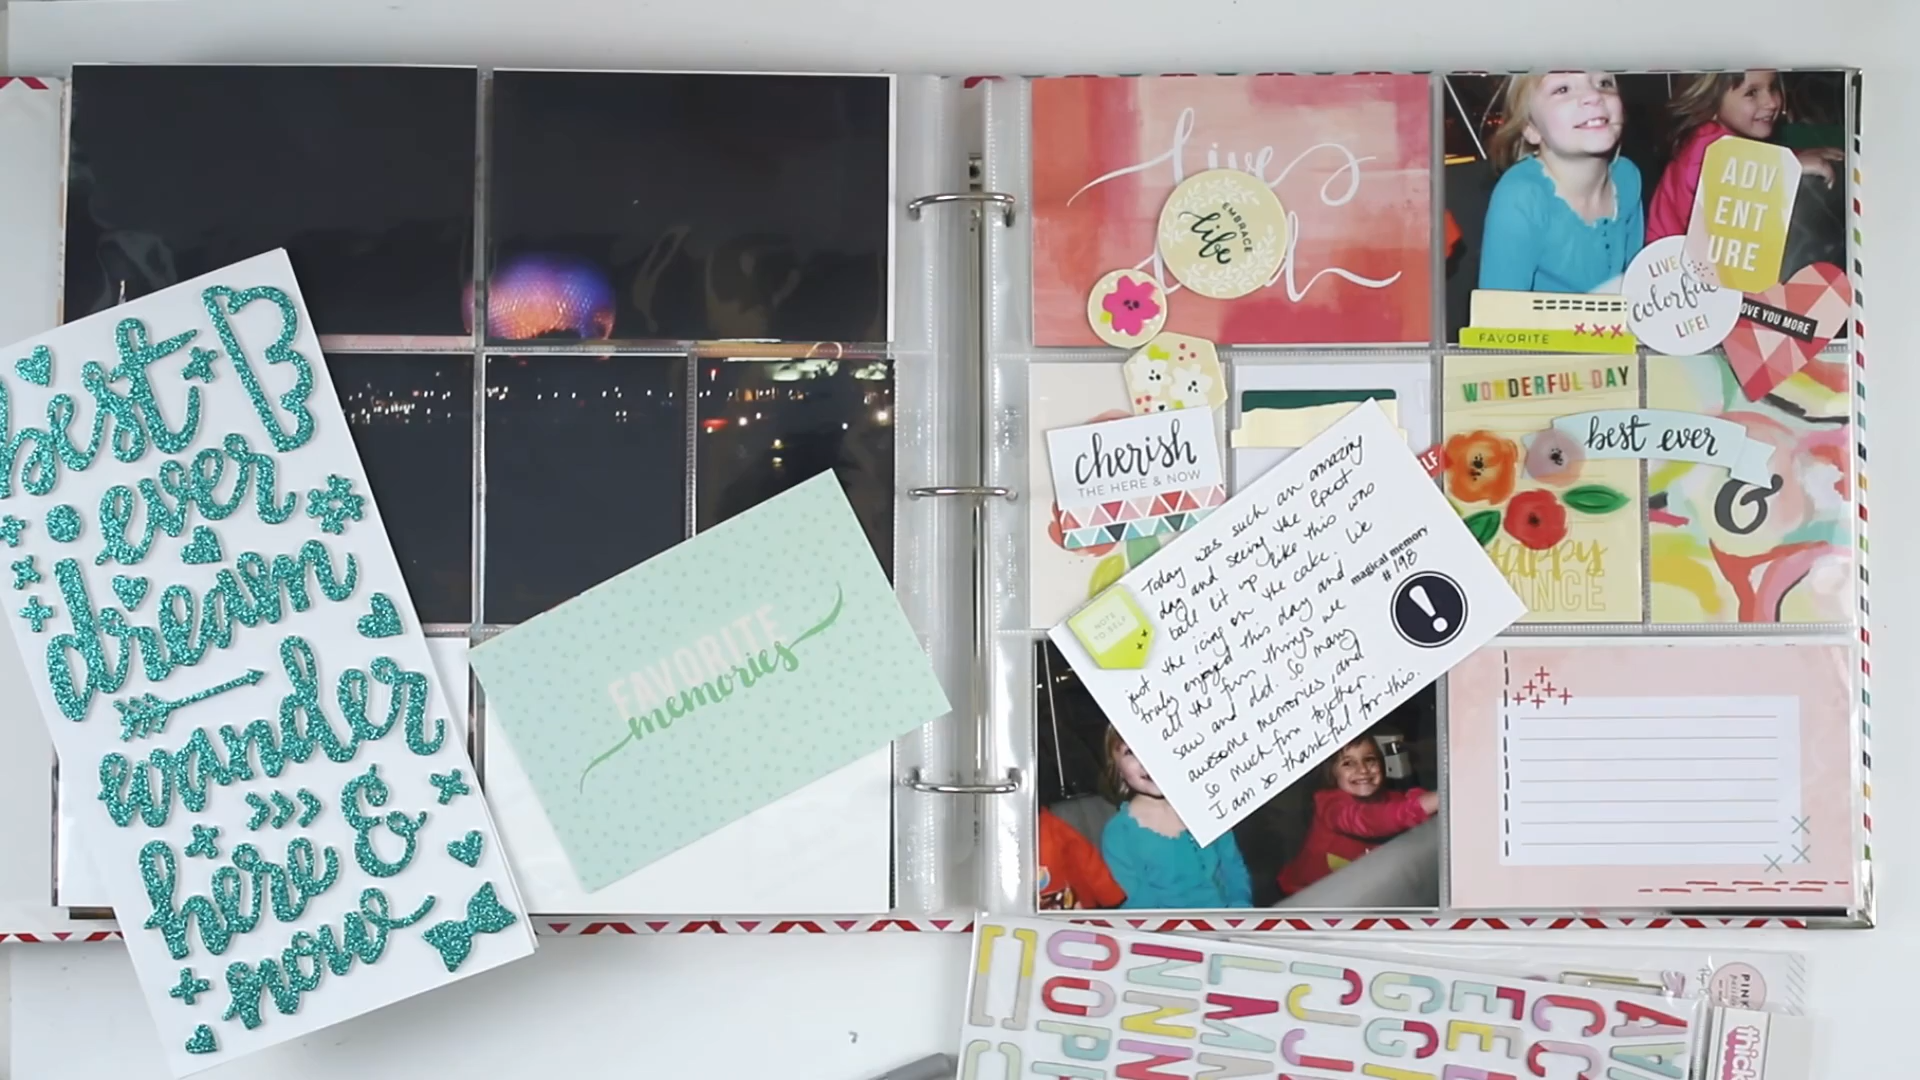 best
ever
dream
wander
here &
now
FAVORITE
memories
live
EMBRACE
life
cherish
THE HERE & NOW
ADV
ENT
URE
LIVE
colorful
LIFE!
OVE YOU MORE
FAVORITE
WONDERFUL DAY
best ever
&
happy
NOTE
TO SELF
Today was such an amazing
day and seeing the Epcot
ball lit up like this was
just the icing on the cake. We
truly enjoyed this day and
all the fun things we
saw and did. So many
awesome memories, and
so much fun together.
I am so thankful for this.
magical memory
#198
!
PINK
thick